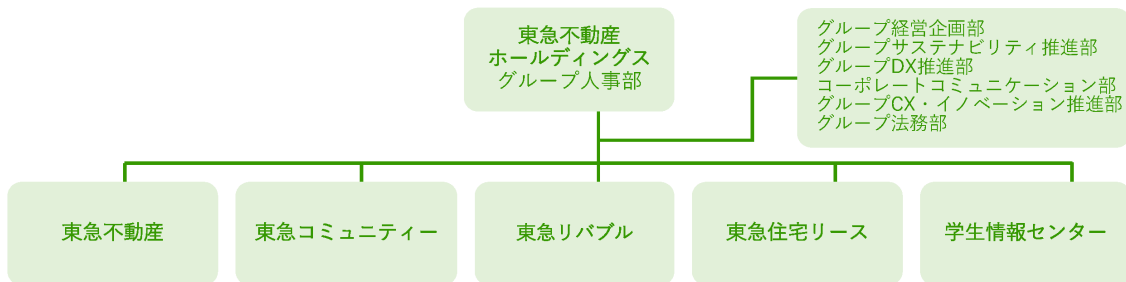 東急不動産
ホールディングス
グループ人事部
グループ経営企画部
グループサステナビリティ推進部
グループDX推進部
コーポレートコミュニケーション部
グループCX・イノベーション推進部
グループ法務部
東急不動産
東急コミュニティー
東急リバブル
東急住宅リース
学生情報センター